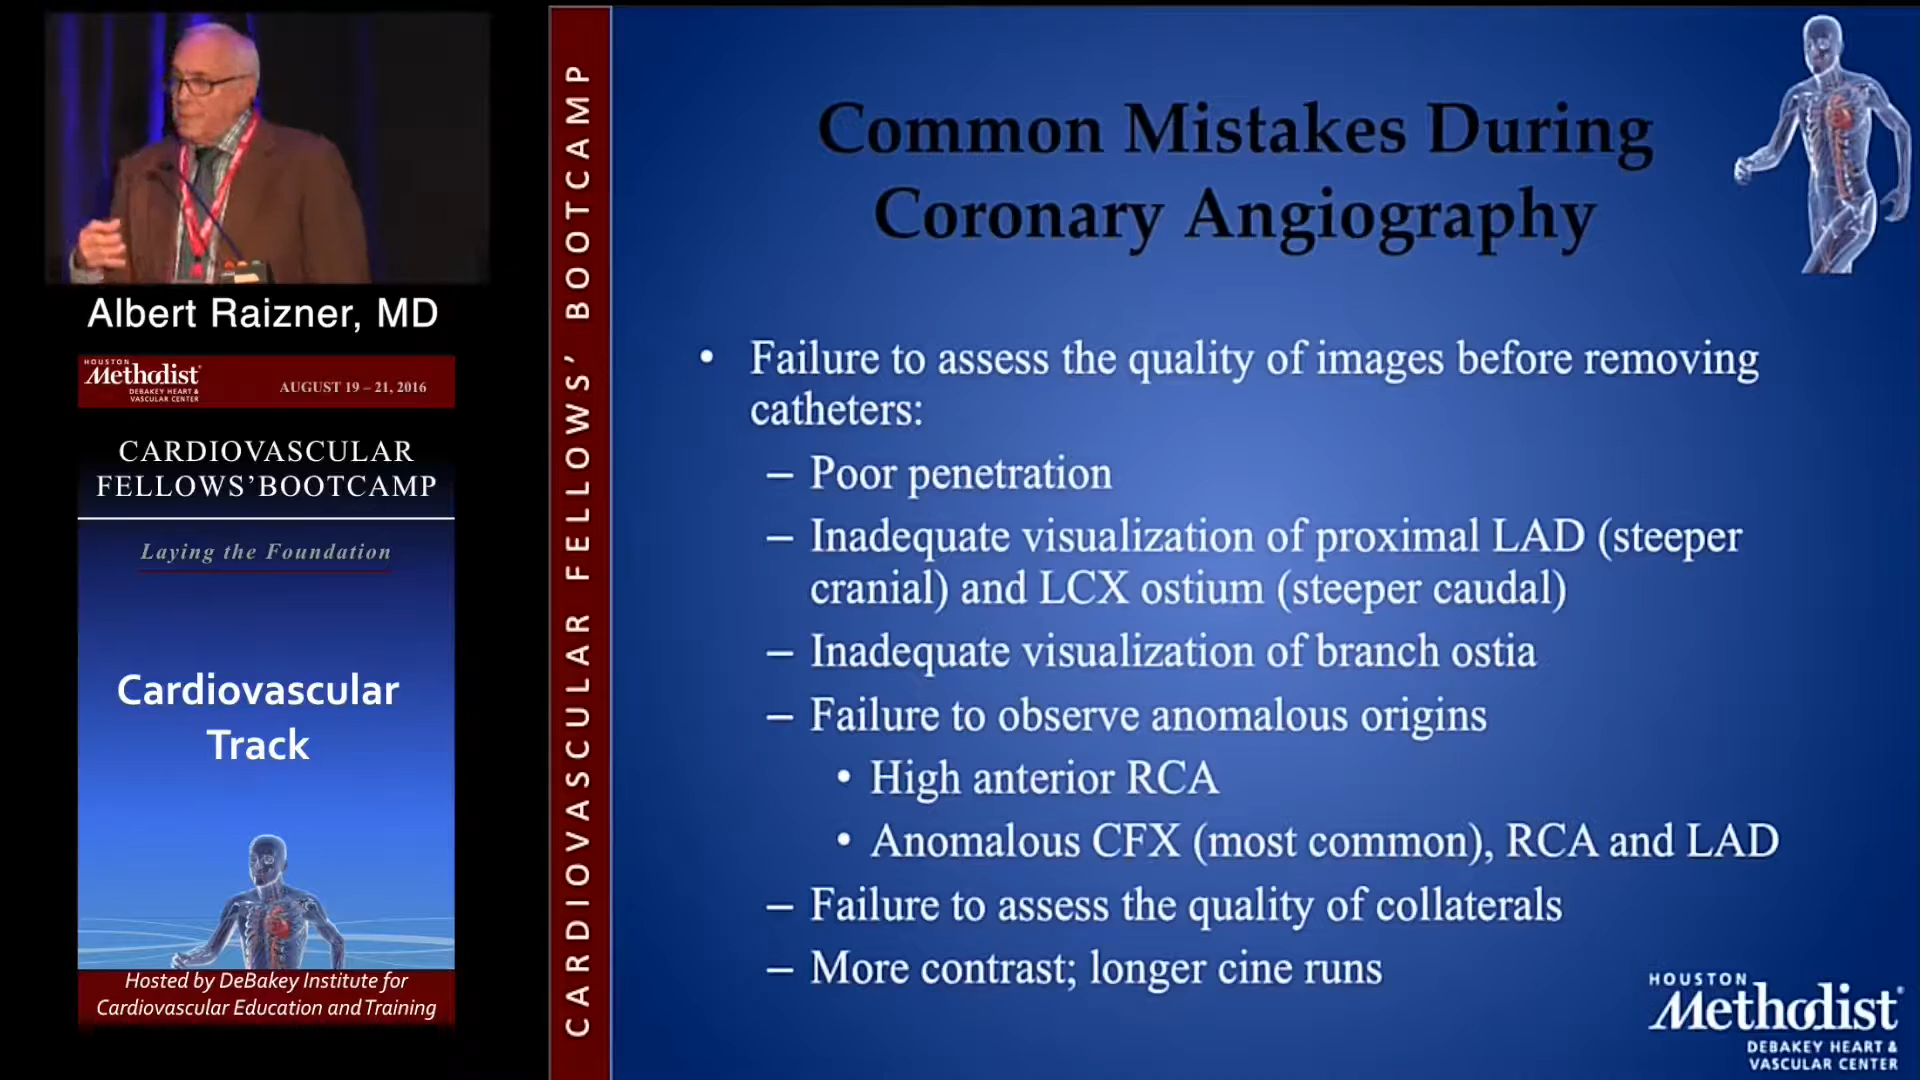 Albert Raizner, MD
HOUSTON
Methodist
DEBAKEY HEART &
VASCULAR CENTER
AUGUST 19 – 21, 2016
CARDIOVASCULAR
FELLOWS’BOOTCAMP
Laying the Foundation
Cardiovascular
Track
Hosted by DeBakey Institute for
Cardiovascular Education and Training
CARDIOVASCULAR FELLOWS’ BOOTCAMP
Common Mistakes During
Coronary Angiography
• Failure to assess the quality of images before removing
catheters:
– Poor penetration
– Inadequate visualization of proximal LAD (steeper
cranial) and LCX ostium (steeper caudal)
– Inadequate visualization of branch ostia
– Failure to observe anomalous origins
• High anterior RCA
• Anomalous CFX (most common), RCA and LAD
– Failure to assess the quality of collaterals
– More contrast; longer cine runs
HOUSTON
Methodist
DEBAKEY HEART &
VASCULAR CENTER